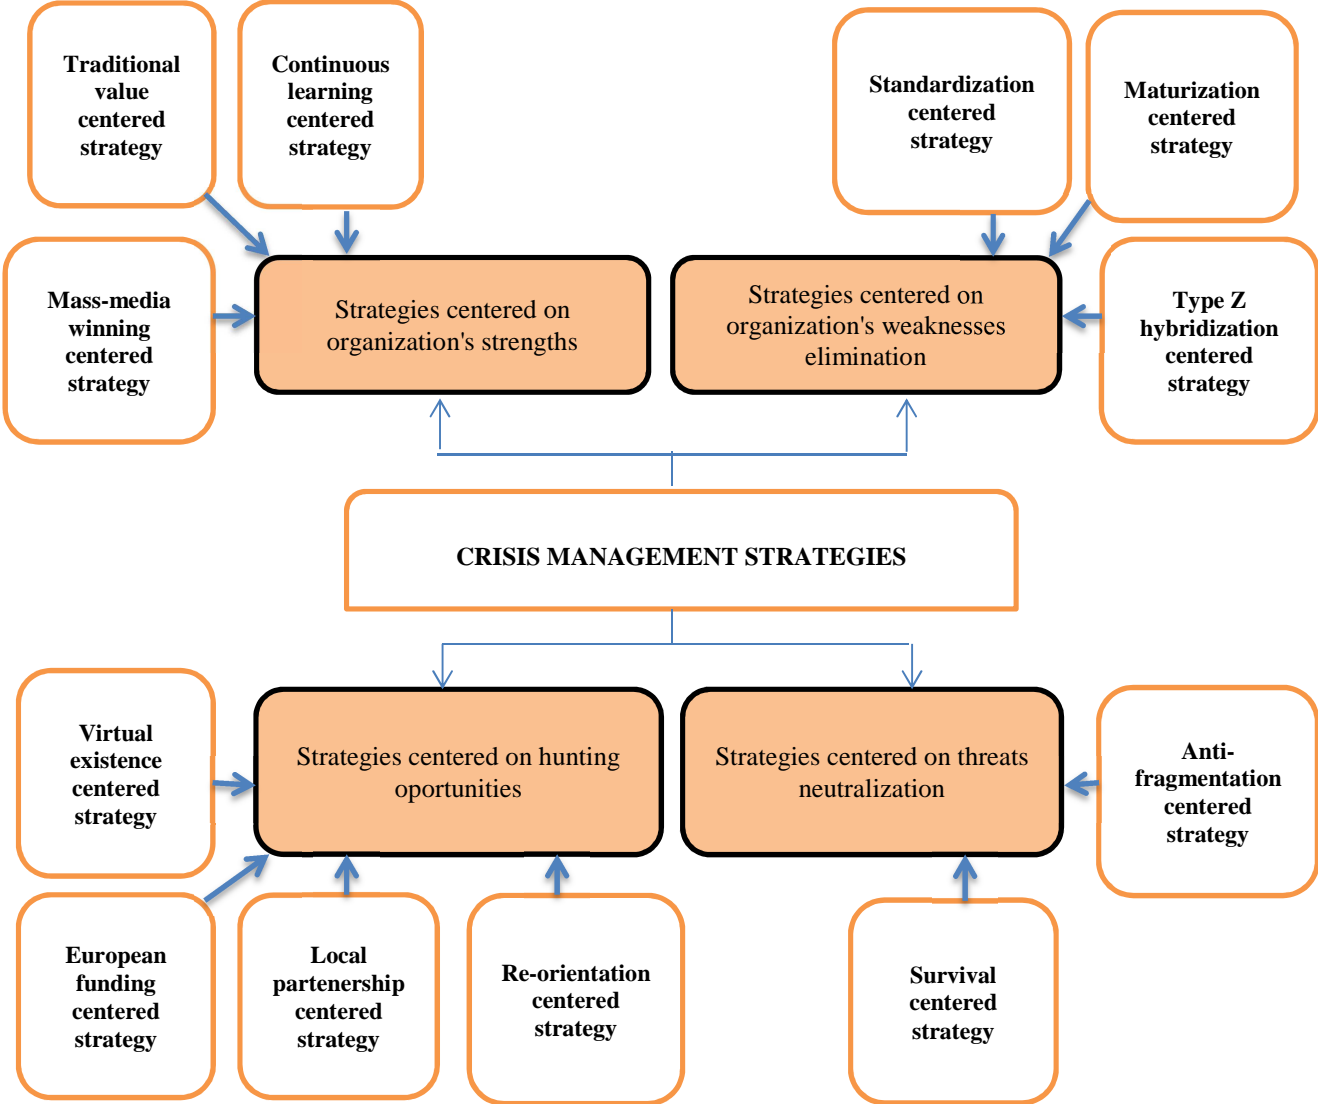 Traditional
value
centered
strategy
Continuous
learning
centered
strategy
Standardization
centered
strategy
Maturization
centered
strategy
Mass-media
winning
centered
strategy
Strategies centered on
organization's strengths
Strategies centered on
organization's weaknesses
elimination
Type Z
hybridization
centered
strategy
CRISIS MANAGEMENT STRATEGIES
Virtual
existence
centered
strategy
Strategies centered on hunting
oportunities
Strategies centered on threats
neutralization
Anti-
fragmentation
centered
strategy
European
funding
centered
strategy
Local
partenership
centered
strategy
Re-orientation
centered
strategy
Survival
centered
strategy